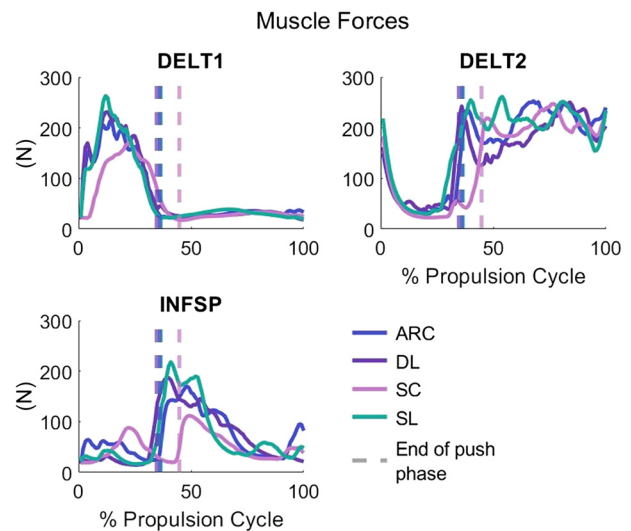 Muscle Forces
DELT1
300
200
100
0
(N)
0
50
100
DELT2
300
200
100
0
0
50
100
% Propulsion Cycle
INFSP
300
200
100
0
(N)
0
50
100
% Propulsion Cycle
ARC
DL
SC
SL
End of push
phase